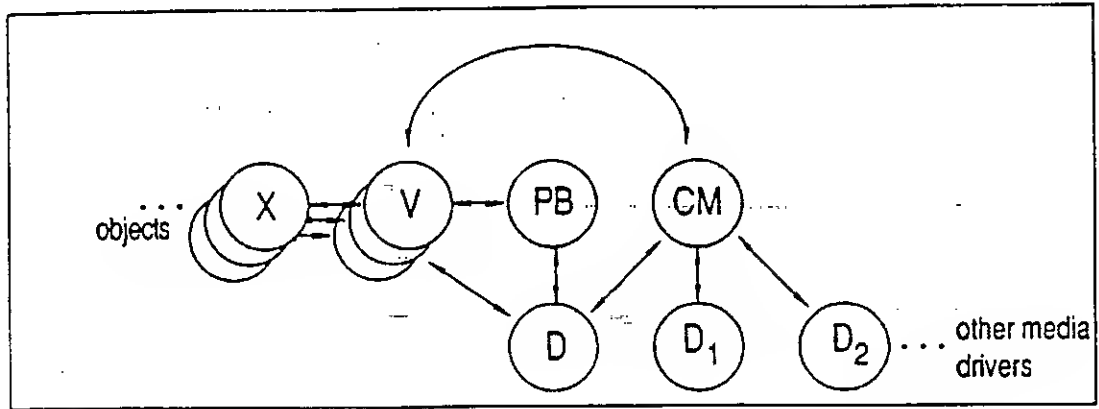 X V PB CM
... objects
D D₁ D₂ ... other media
drivers